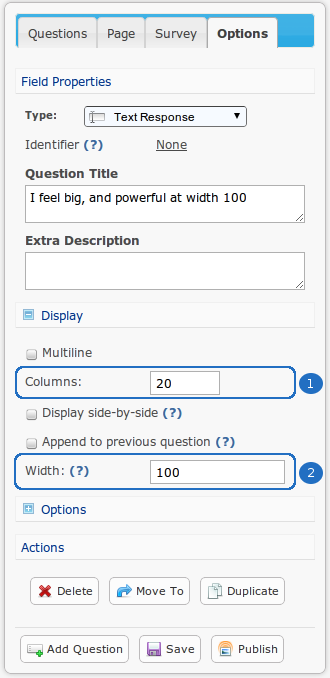 Questions Page Survey Options
Field Properties
Type: Text Response
Identifier (?) None
Question Title
I feel big, and powerful at width 100
Extra Description
Display
Multiline
Columns: 20 1
Display side-by-side (?)
Append to previous question (?)
Width: (?) 100 2
Options
Actions
Delete Move To Duplicate
Add Question Save Publish